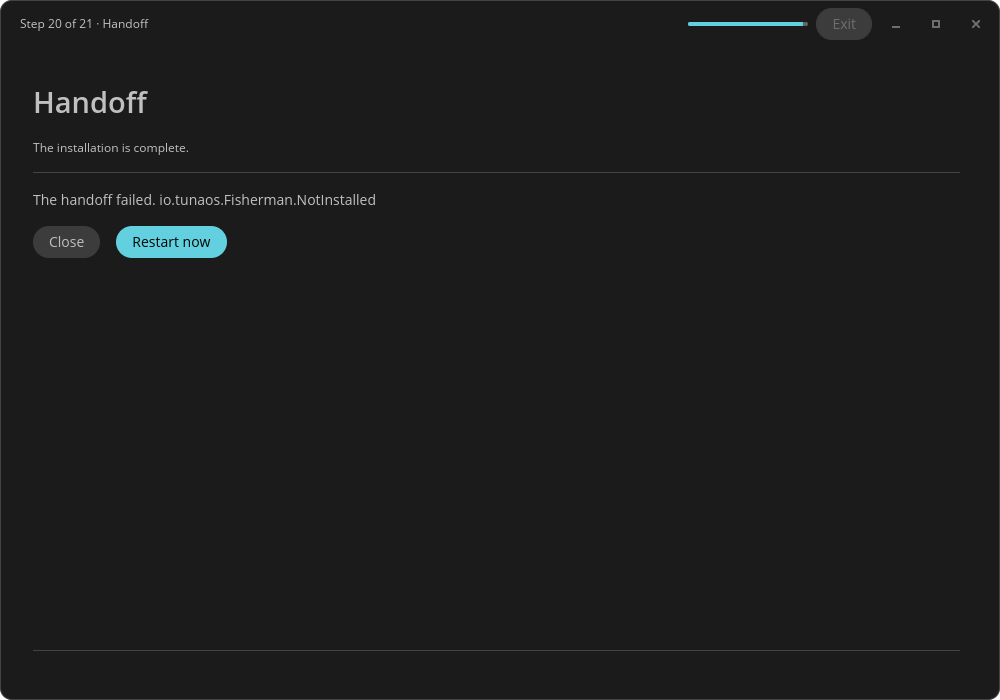 Step 20 of 21 · Handoff
Exit
Handoff
The installation is complete.
The handoff failed. io.tunaos.Fisherman.NotInstalled
Close
Restart now